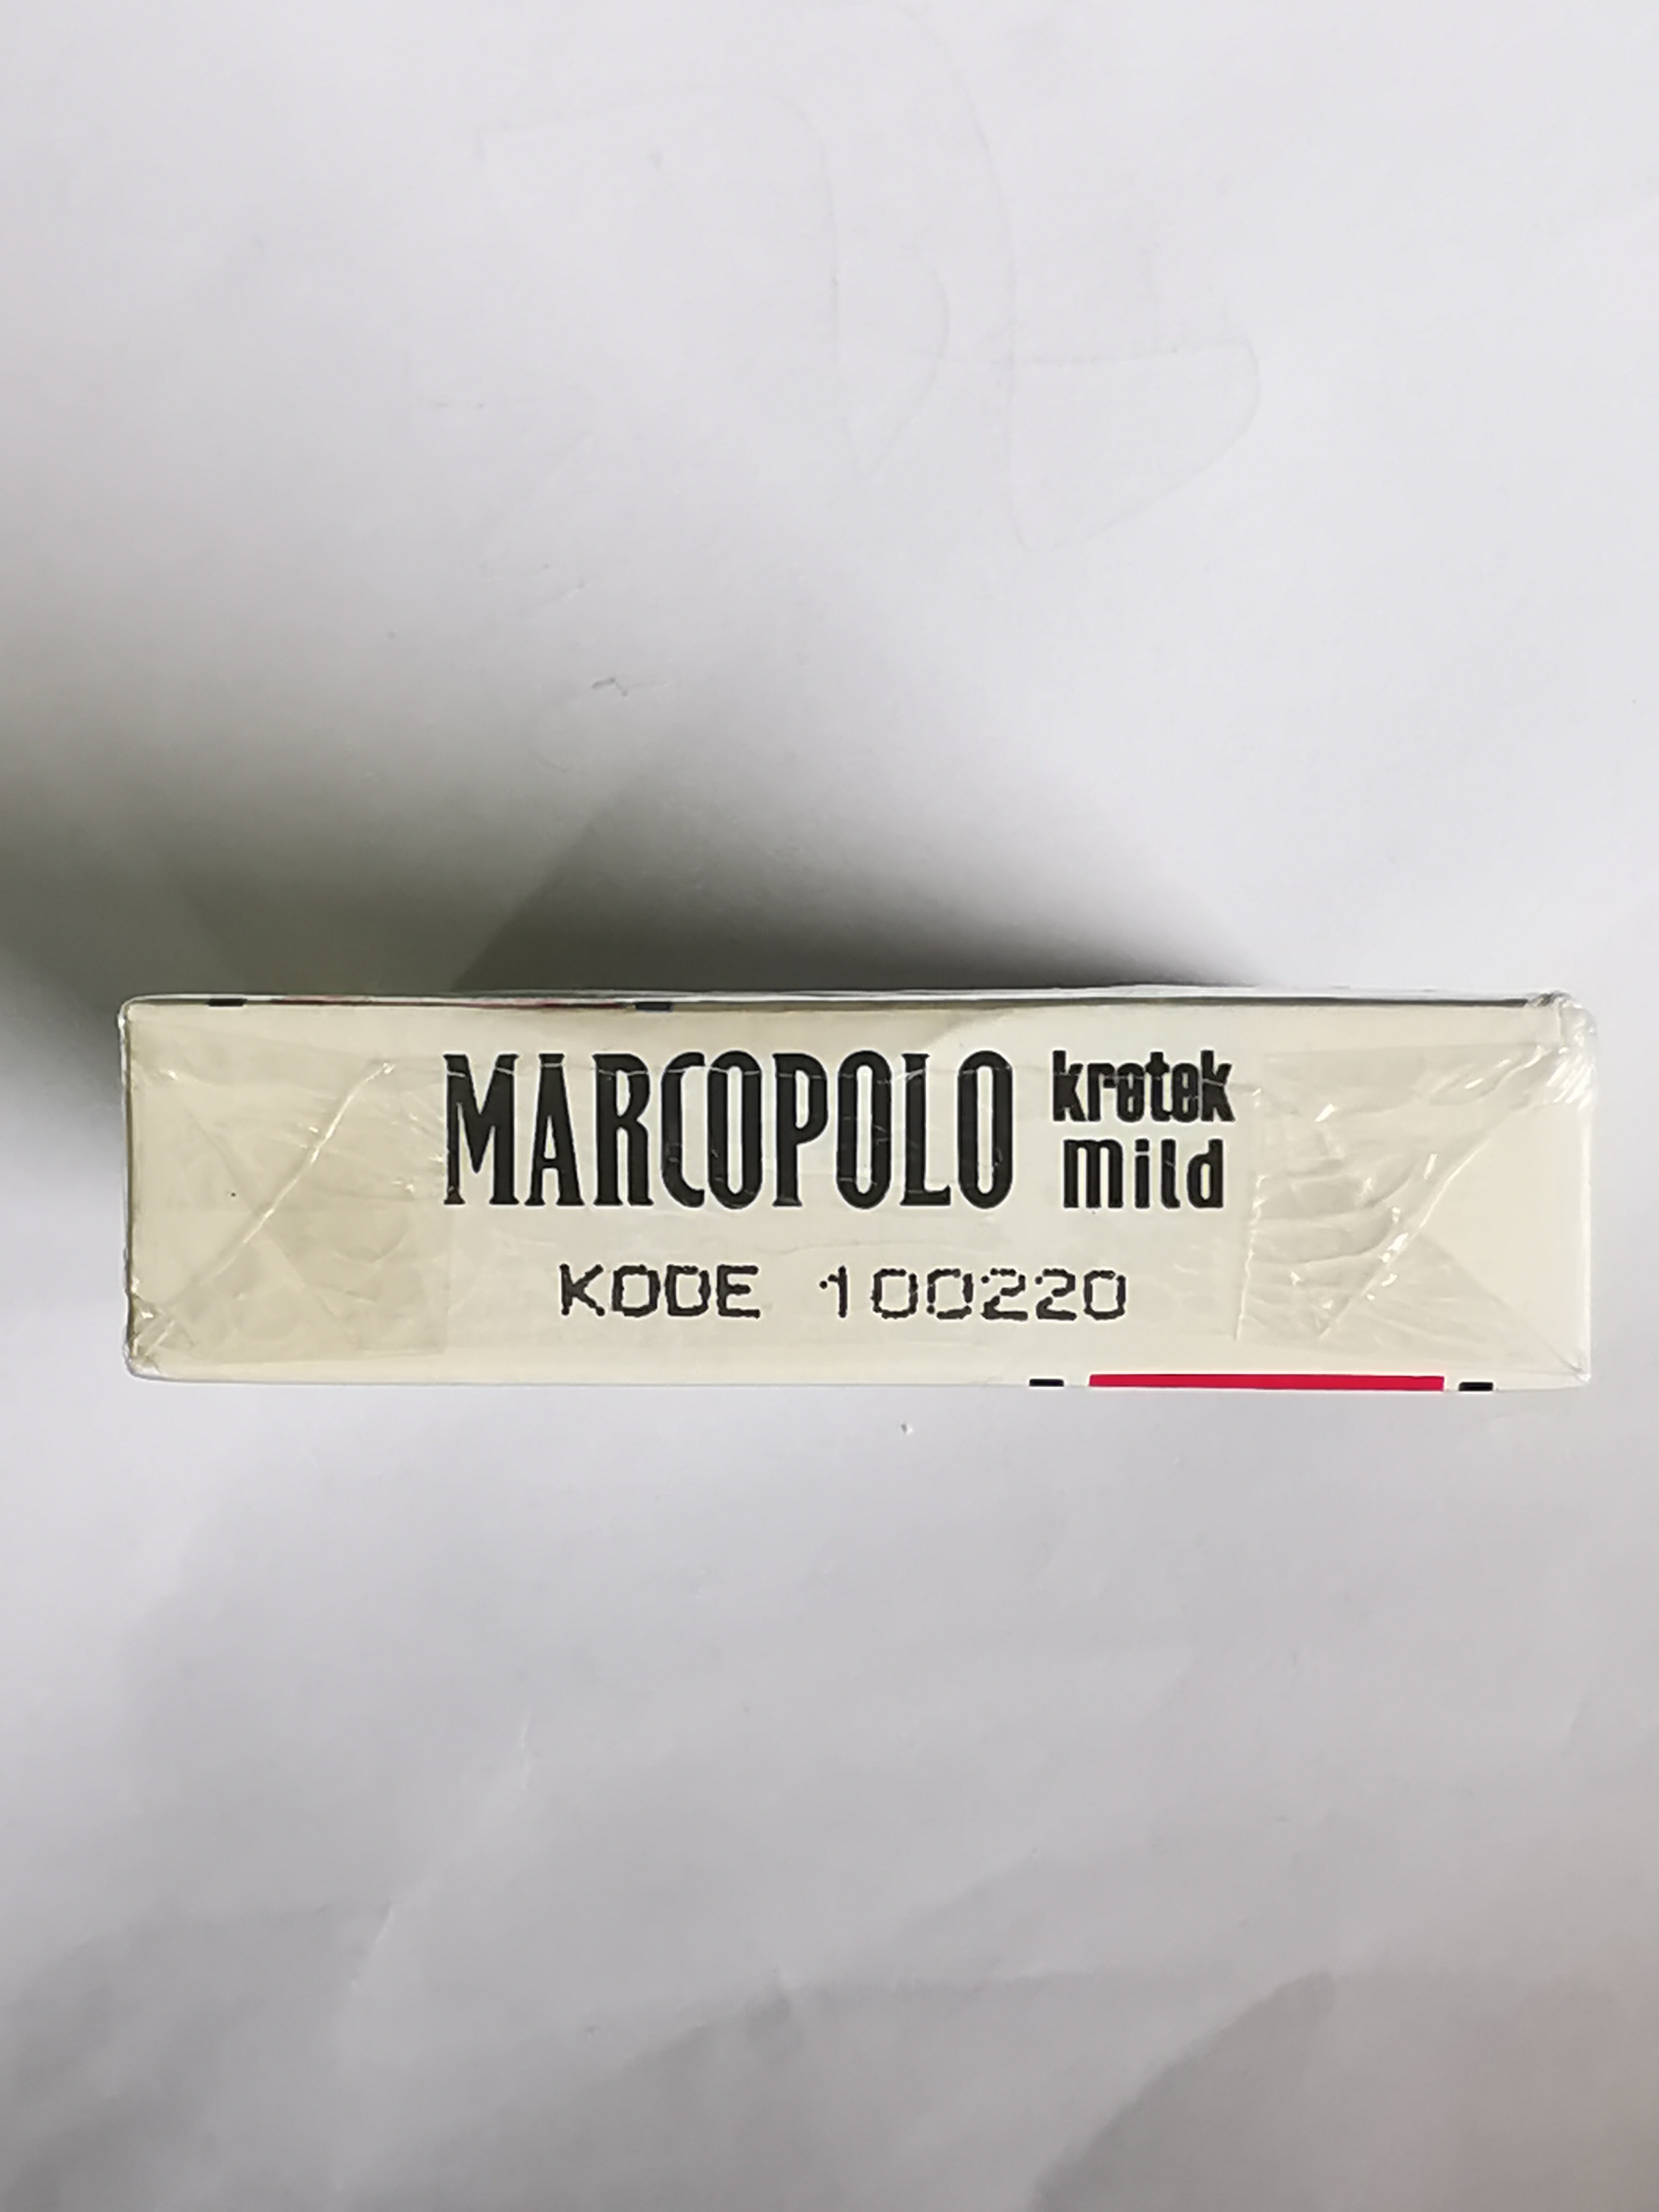 MARCOPOLO kretek
mild
KODE 100220